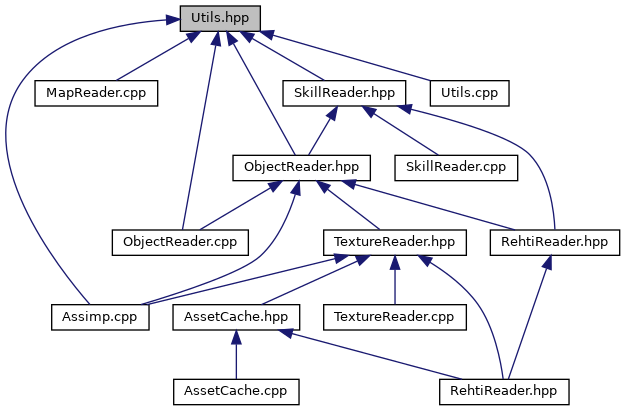 Utils.hpp
MapReader.cpp
SkillReader.hpp
Utils.cpp
ObjectReader.hpp
SkillReader.cpp
ObjectReader.cpp
TextureReader.hpp
RehtiReader.hpp
Assimp.cpp
AssetCache.hpp
TextureReader.cpp
AssetCache.cpp
RehtiReader.hpp